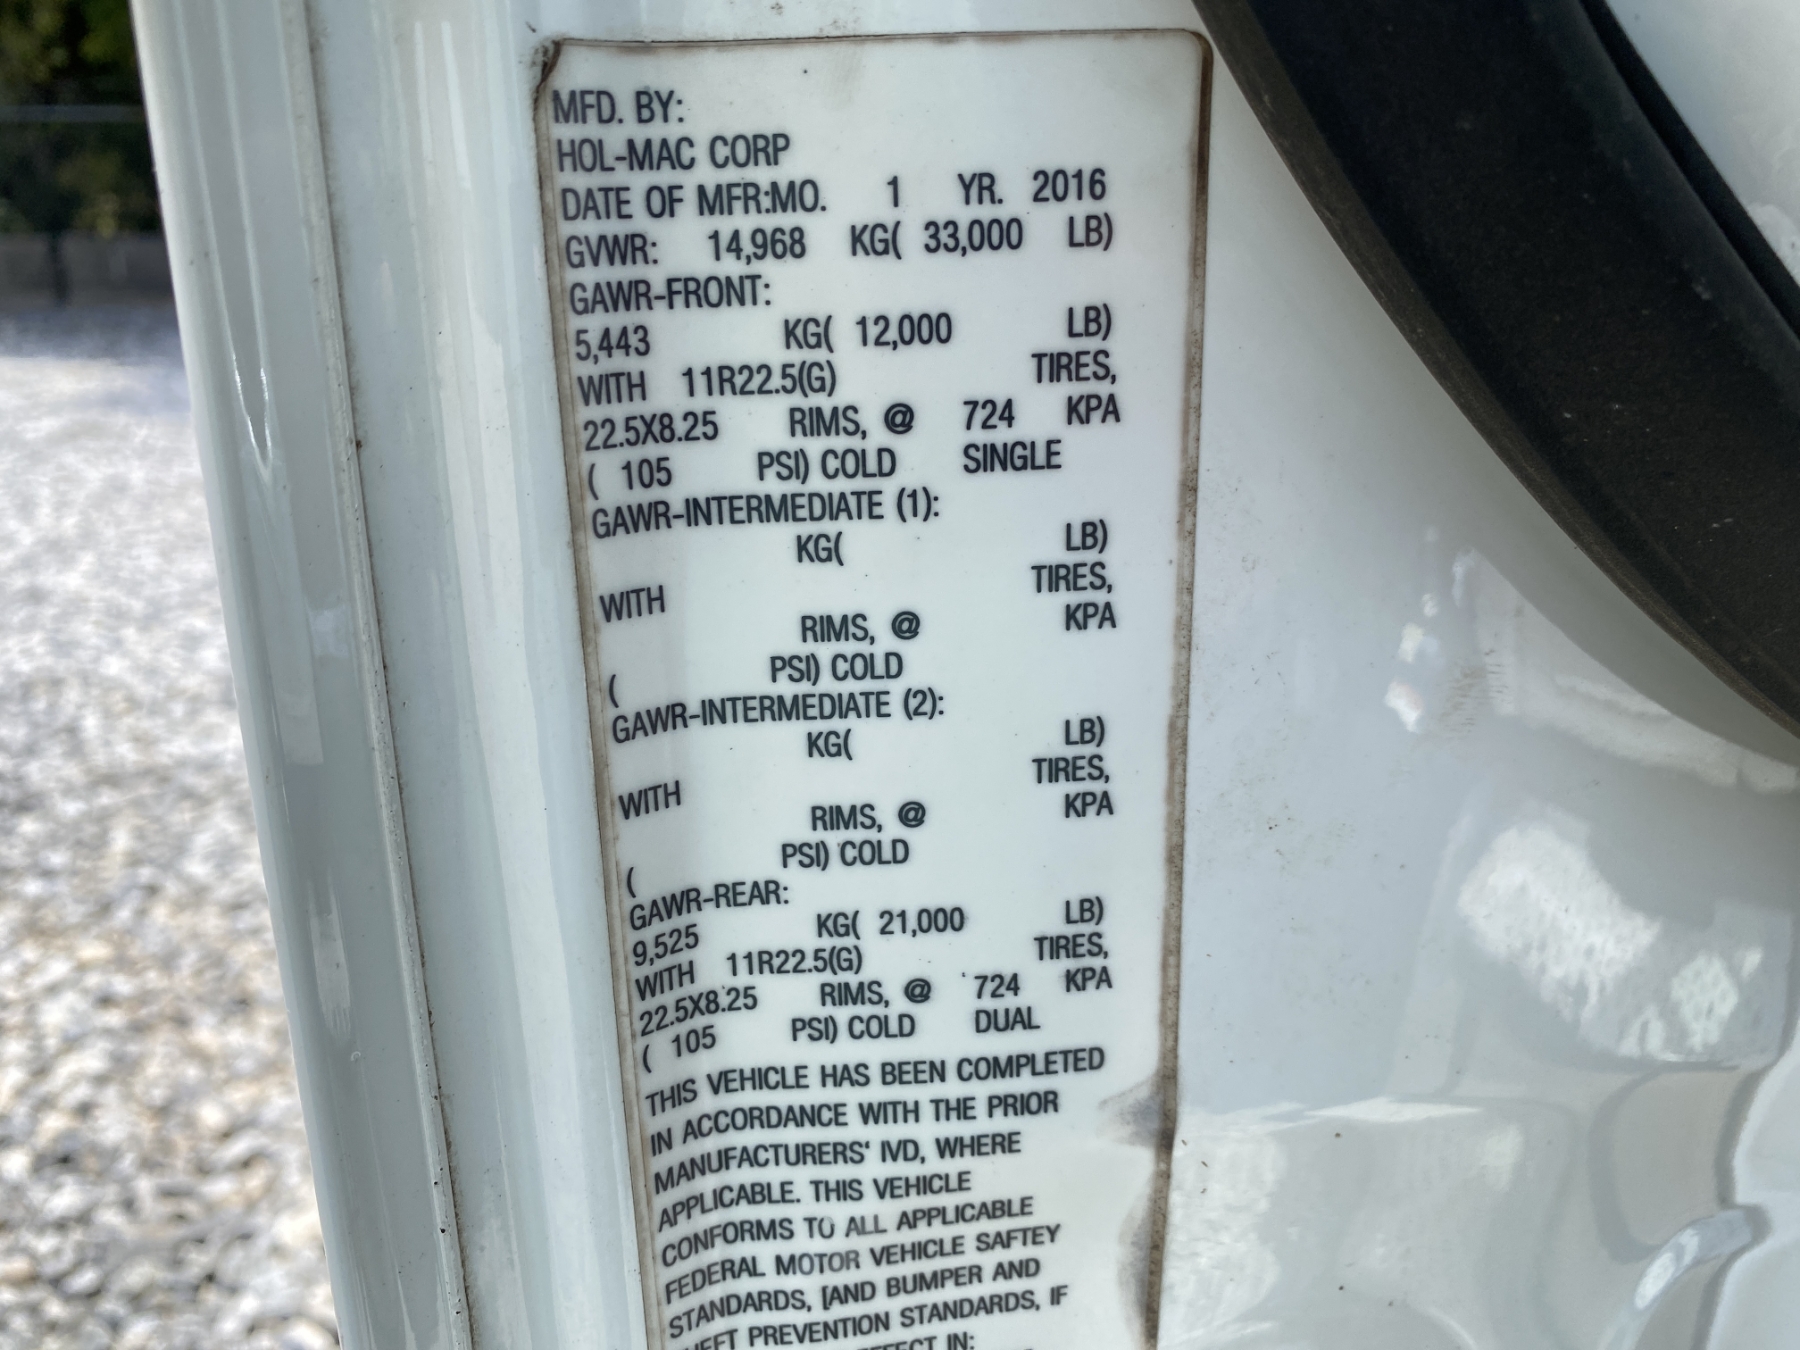 MFD. BY:
HOL-MAC CORP
DATE OF MFR:MO. 1 YR. 2016
GVWR: 14,968 KG( 33,000 LB)
GAWR-FRONT:
5,443 KG( 12,000 LB)
WITH 11R22.5(G) TIRES,
22.5X8.25 RIMS, @ 724 KPA
( 105 PSI) COLD SINGLE
GAWR-INTERMEDIATE (1):
KG( LB)
WITH TIRES,
RIMS, @ KPA
( PSI) COLD
GAWR-INTERMEDIATE (2):
KG( LB)
WITH TIRES,
RIMS, @ KPA
( PSI) COLD
GAWR-REAR:
9,525 KG( 21,000 LB)
WITH 11R22.5(G) TIRES,
22.5X8.25 RIMS, @ 724 KPA
( 105 PSI) COLD DUAL
THIS VEHICLE HAS BEEN COMPLETED
IN ACCORDANCE WITH THE PRIOR
MANUFACTURERS' IVD, WHERE
APPLICABLE. THIS VEHICLE
CONFORMS TO ALL APPLICABLE
FEDERAL MOTOR VEHICLE SAFTEY
STANDARDS, [AND BUMPER AND
PREVENTION STANDARDS, IF
IN: